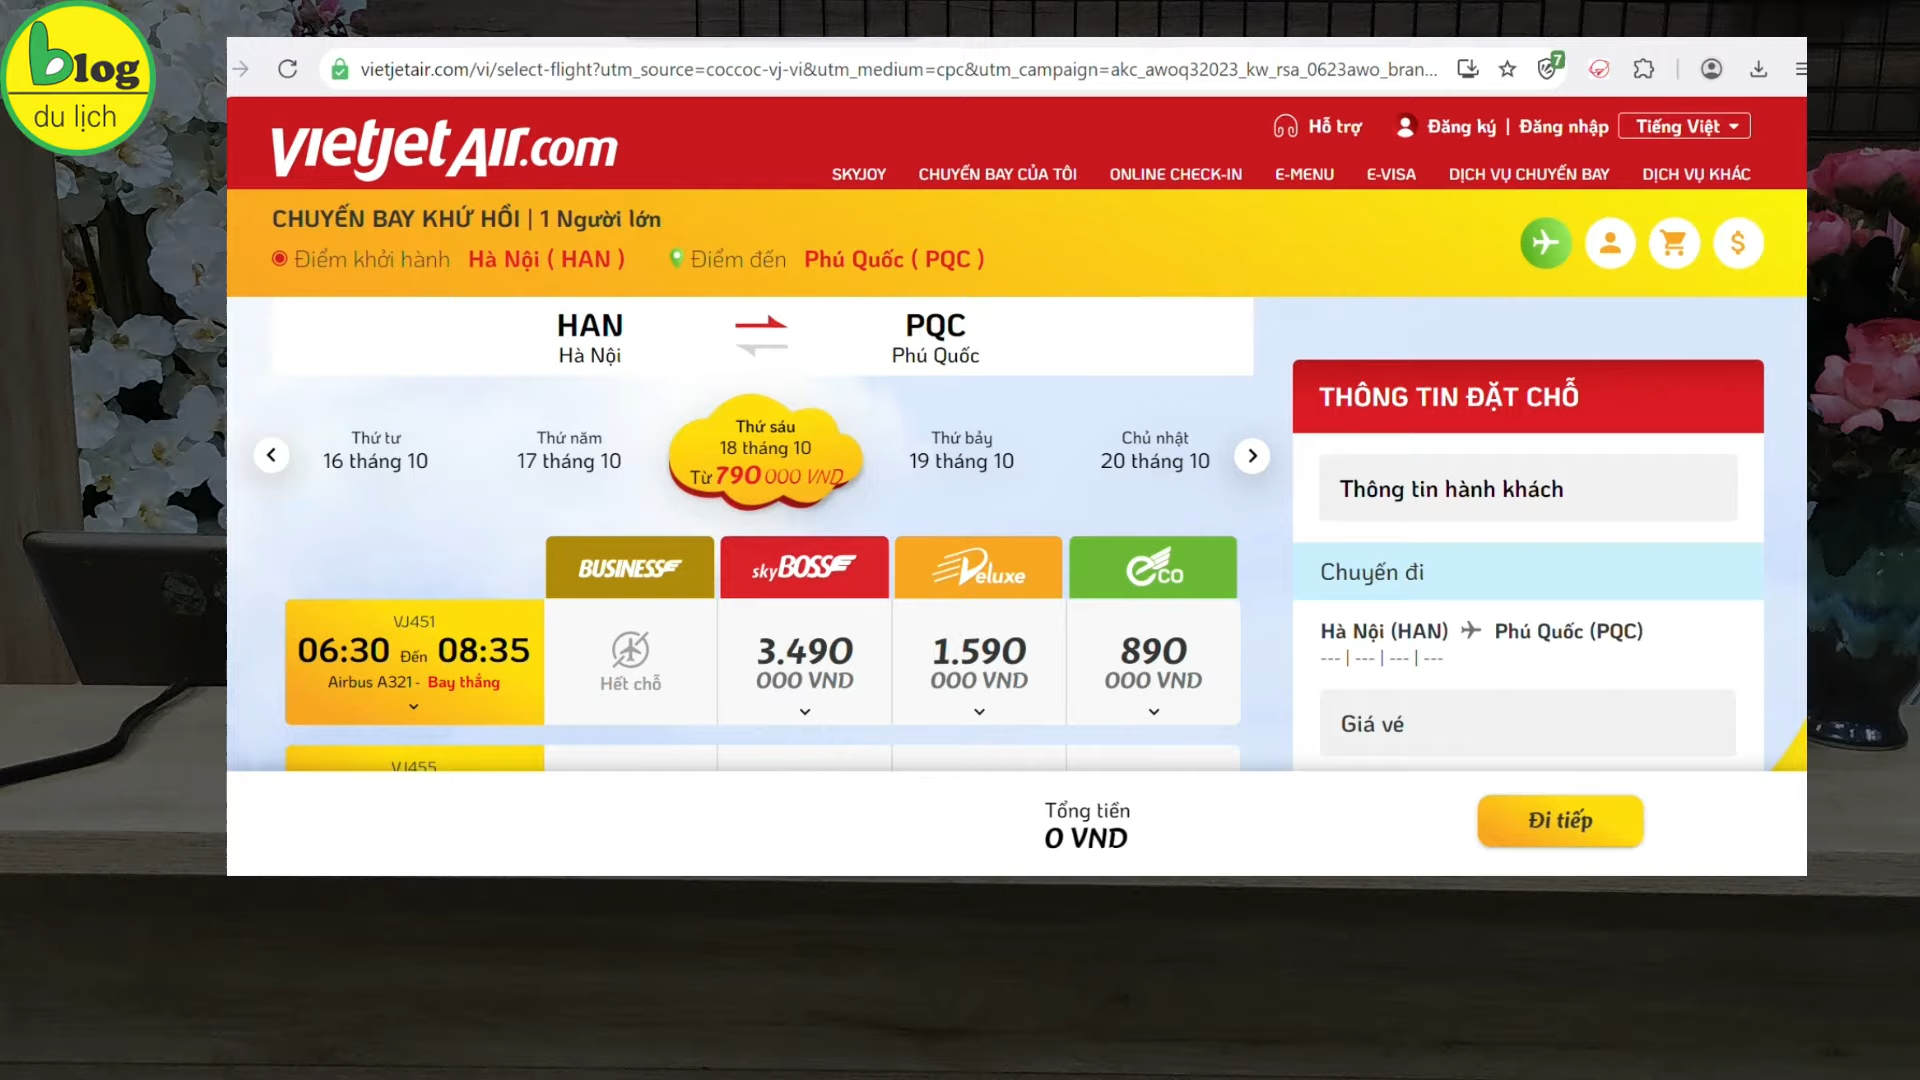 blog
du lịch
vietjetair.com/vi/select-flight?utm_source=coccoc-vj-vi&utm_medium=cpc&utm_campaign=akc_awoq32023_kw_rsa_0623awo_bran...
7
vietjetAir.com
Hỗ trợ
Đăng ký | Đăng nhập
Tiếng Việt
SKYJOY
CHUYẾN BAY CỦA TÔI
ONLINE CHECK-IN
E-MENU
E-VISA
DỊCH VỤ CHUYẾN BAY
DỊCH VỤ KHÁC
CHUYẾN BAY KHỨ HỒI | 1 Người lớn
Điểm khởi hành Hà Nội ( HAN )
Điểm đến Phú Quốc ( PQC )
HAN
Hà Nội
PQC
Phú Quốc
Thứ tư
16 tháng 10
Thứ năm
17 tháng 10
Thứ sáu
18 tháng 10
Từ 790 000 VND
Thứ bảy
19 tháng 10
Chủ nhật
20 tháng 10
BUSINESS
skyBOSS
Deluxe
eco
VJ451
06:30 Đến 08:35
Airbus A321 - Bay thẳng
Hết chỗ
3.490
000 VND
1.590
000 VND
890
000 VND
VJ455
THÔNG TIN ĐẶT CHỖ
Thông tin hành khách
Chuyến đi
Hà Nội (HAN) Phú Quốc (PQC)
--- | --- | --- | ---
Giá vé
Tổng tiền
0 VND
Đi tiếp